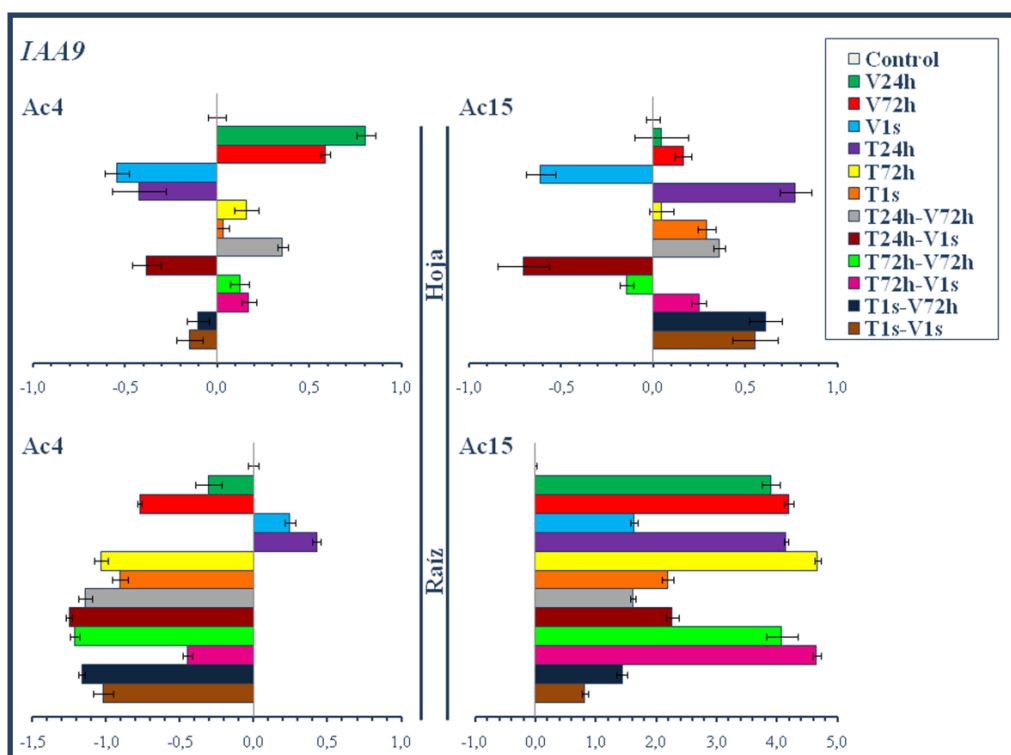 IAA9
Ac4
Ac15
Control
V24h
V72h
V1s
T24h
T72h
T1s
T24h-V72h
T24h-V1s
T72h-V72h
T72h-V1s
T1s-V72h
T1s-V1s
Hoja
-1,0 -0,5 0,0 0,5 1,0
-1,0 -0,5 0,0 0,5 1,0
Ac4
Ac15
Raíz
-1,5 -1,0 -0,5 0,0 0,5 1,0
-1,0 0,0 1,0 2,0 3,0 4,0 5,0